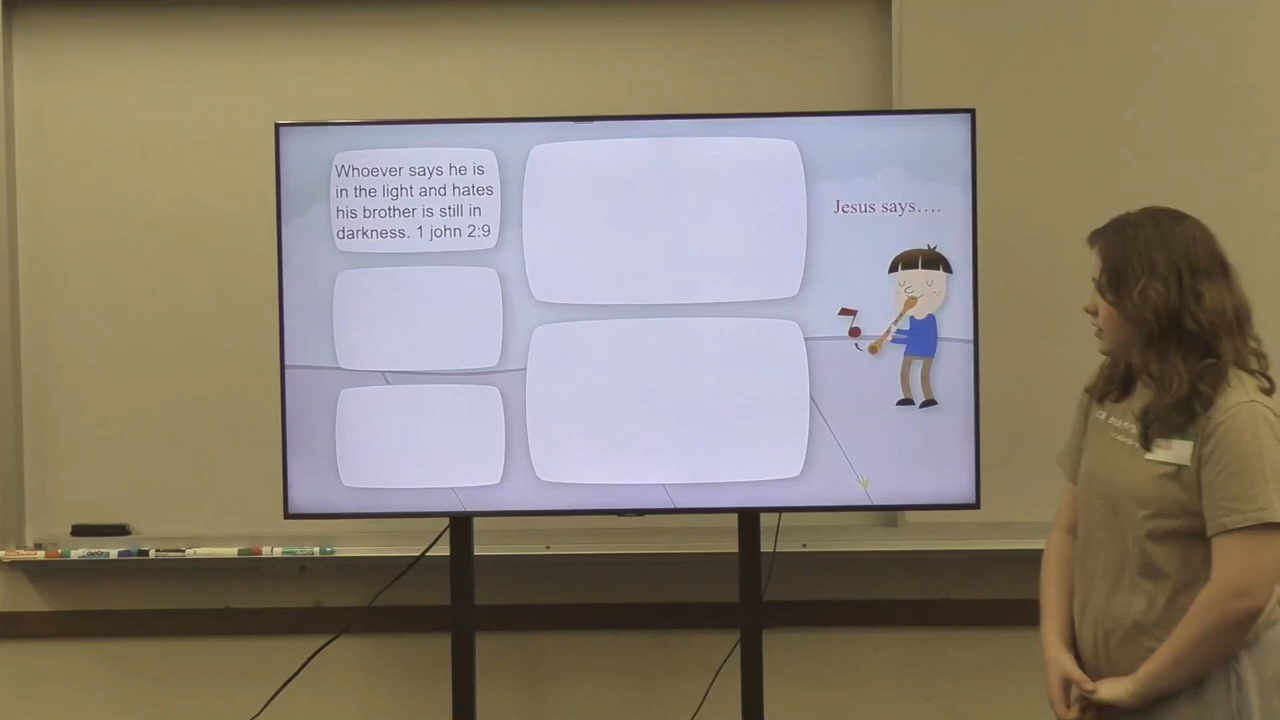 Whoever says he is
in the light and hates
his brother is still in
darkness. 1 john 2:9
Jesus says….